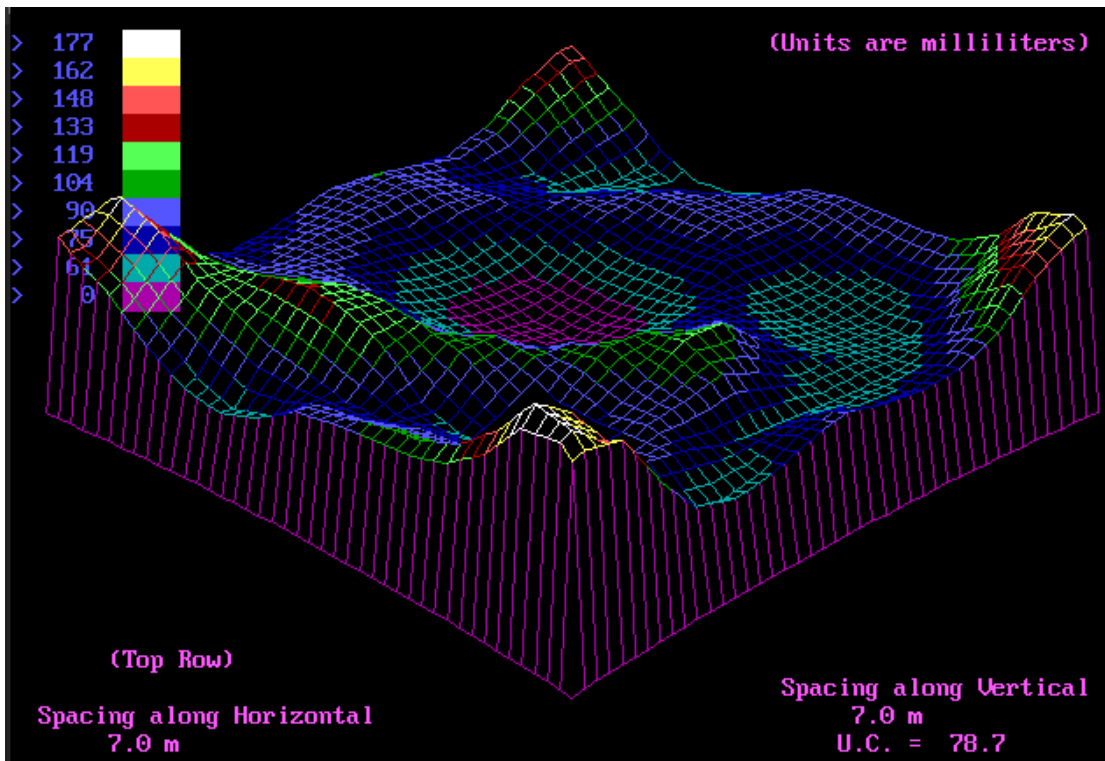 > 177
(Units are milliliters)
> 162
> 148
> 133
> 119
> 104
> 90
> 75
> 61
> 0
(Top Row)
Spacing along Horizontal
7.0 m
Spacing along Vertical
7.0 m
U.C. = 78.7